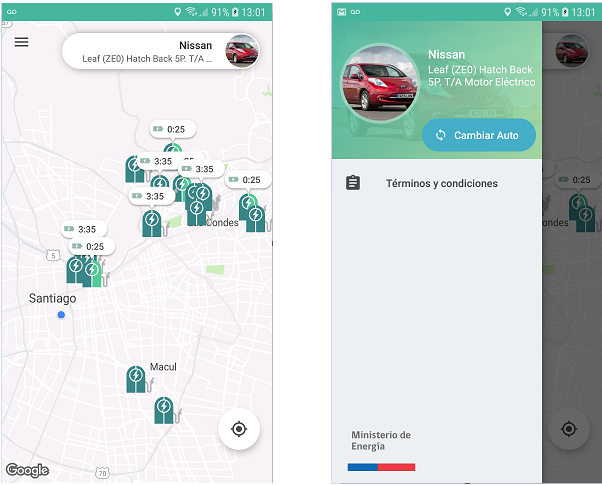 91% 13:01
Nissan
Leaf (ZE0) Hatch Back 5P. T/A ...
0:25
3:35
3:35
0:25
3:35
Condes
3:35
0:25
5
Santiago
Macul
70
Google
91% 13:01
Nissan
Leaf (ZE0) Hatch Back
5P. T/A Motor Eléctrico
Cambiar Auto
Términos y condiciones
0:25
Condes
Ministerio de
Energía
70